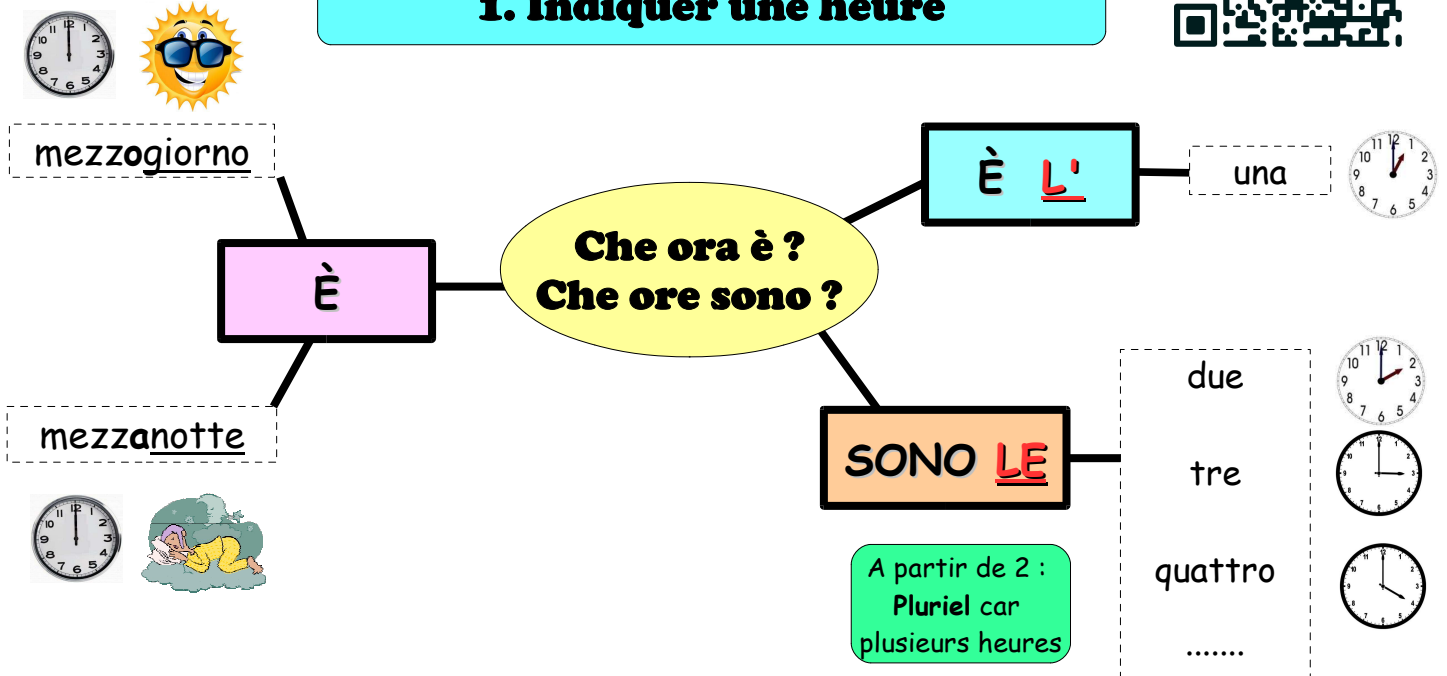 1. Indiquer une heure
mezzogiorno
È L'
una
Che ora è ?
Che ore sono ?
È
mezzanotte
SONO LE
due
tre
quattro
.......
A partir de 2 :
Pluriel car
plusieurs heures